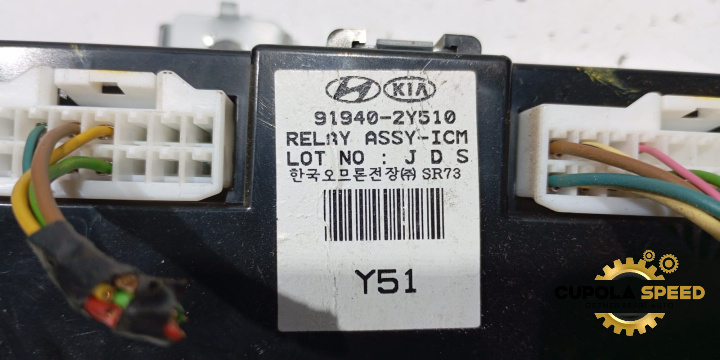 KIA
91940-2Y510
RELAY ASSY-ICM
LOT NO : J D S
한국오므론전장㈜ SR73
Y51
CUPOLA SPEED